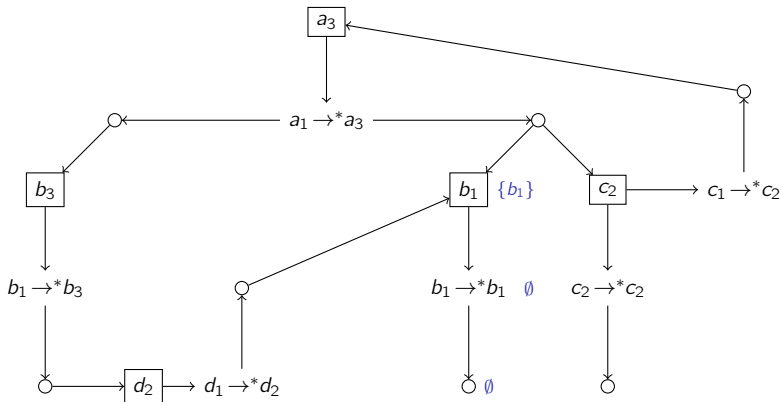 a₃
a₁ →* a₃
b₃
b₁ {b₁}
c₂
c₁ →* c₂
b₁ →* b₃
b₁ →* b₁ ∅
c₂ →* c₂
d₂
d₁ →* d₂
∅